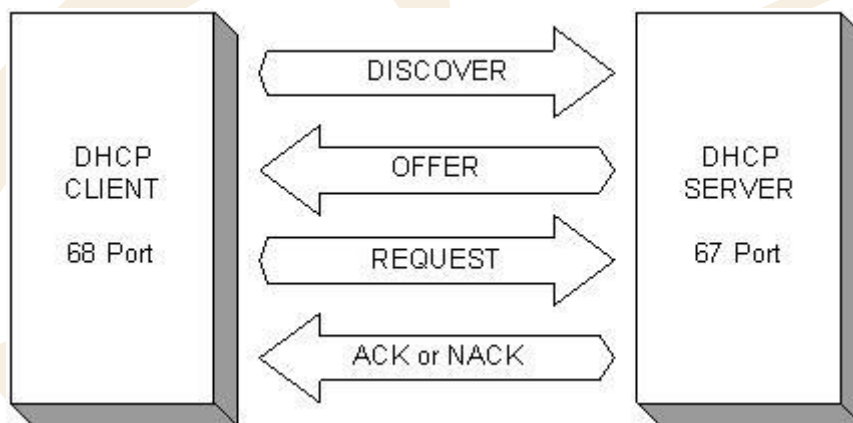 DHCP
CLIENT
68 Port
DISCOVER
OFFER
REQUEST
ACK or NACK
DHCP
SERVER
67 Port